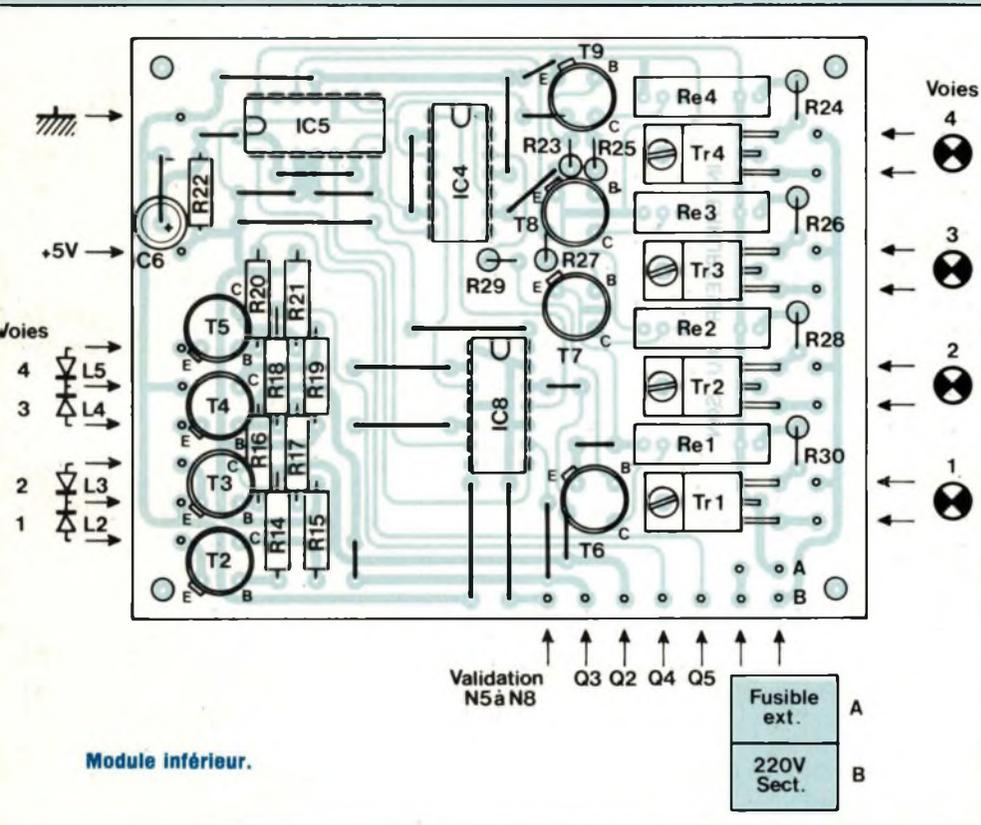 T9
E
B
C
Re4
R24
Voies
4
IC5
IC4
R23
R25
Tr4
R22
E
B
T8
C
Re3
R26
3
+5V
+
C6
R29
R27
Tr3
R20
R21
C
T5
E
B
E
B
C
T7
Re2
R28
2
Voies
4
L5
3
L4
R18
R19
C
T4
E
B
IC8
Tr2
Re1
R30
2
L3
1
L2
R16
R17
C
T3
E
B
E
B
C
T6
Tr1
1
R14
R15
C
T2
E
B
A
B
Validation
N5 à N8
Q3
Q2
Q4
Q5
Fusible
ext.
A
220V
Sect.
B
Module inférieur.